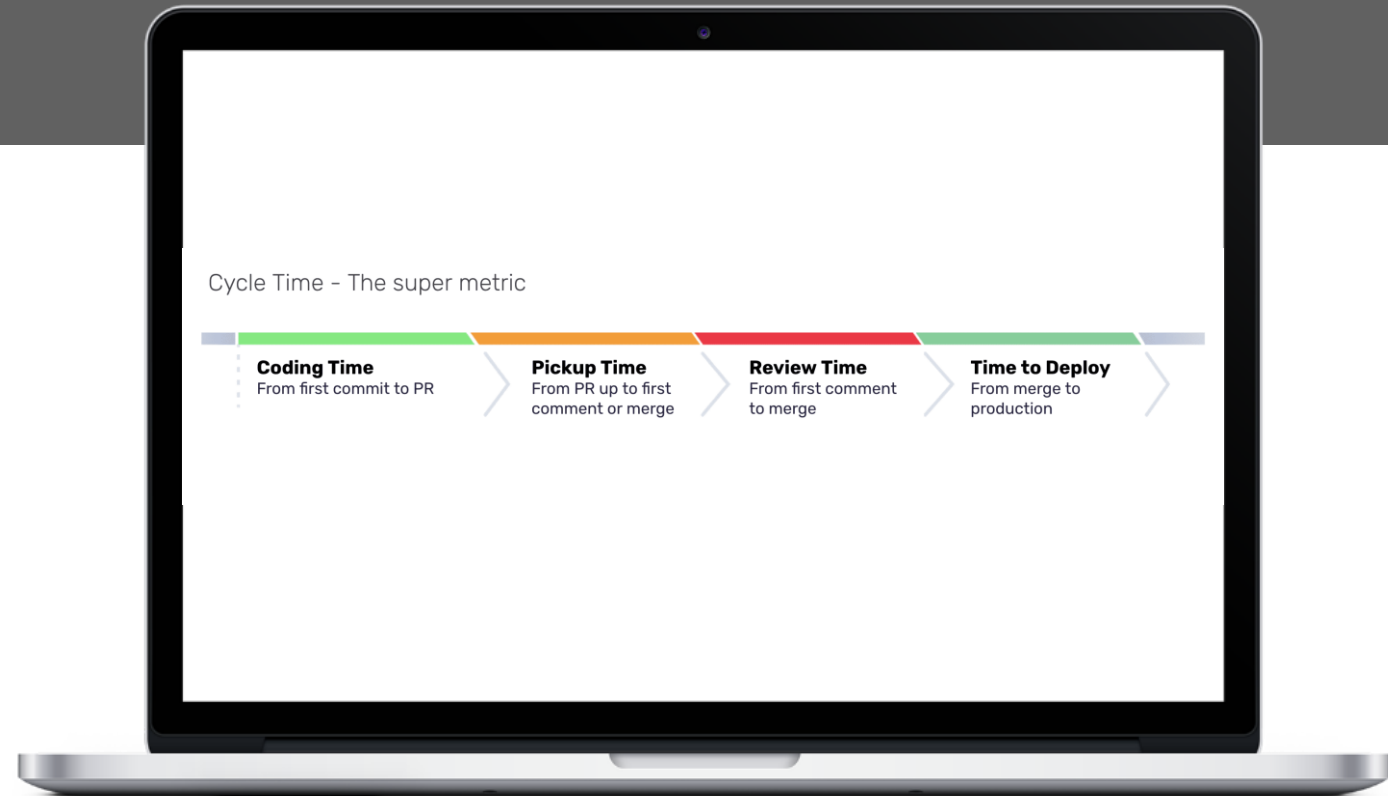 Cycle Time - The super metric
Coding Time
From first commit to PR
Pickup Time
From PR up to first
comment or merge
Review Time
From first comment
to merge
Time to Deploy
From merge to
production